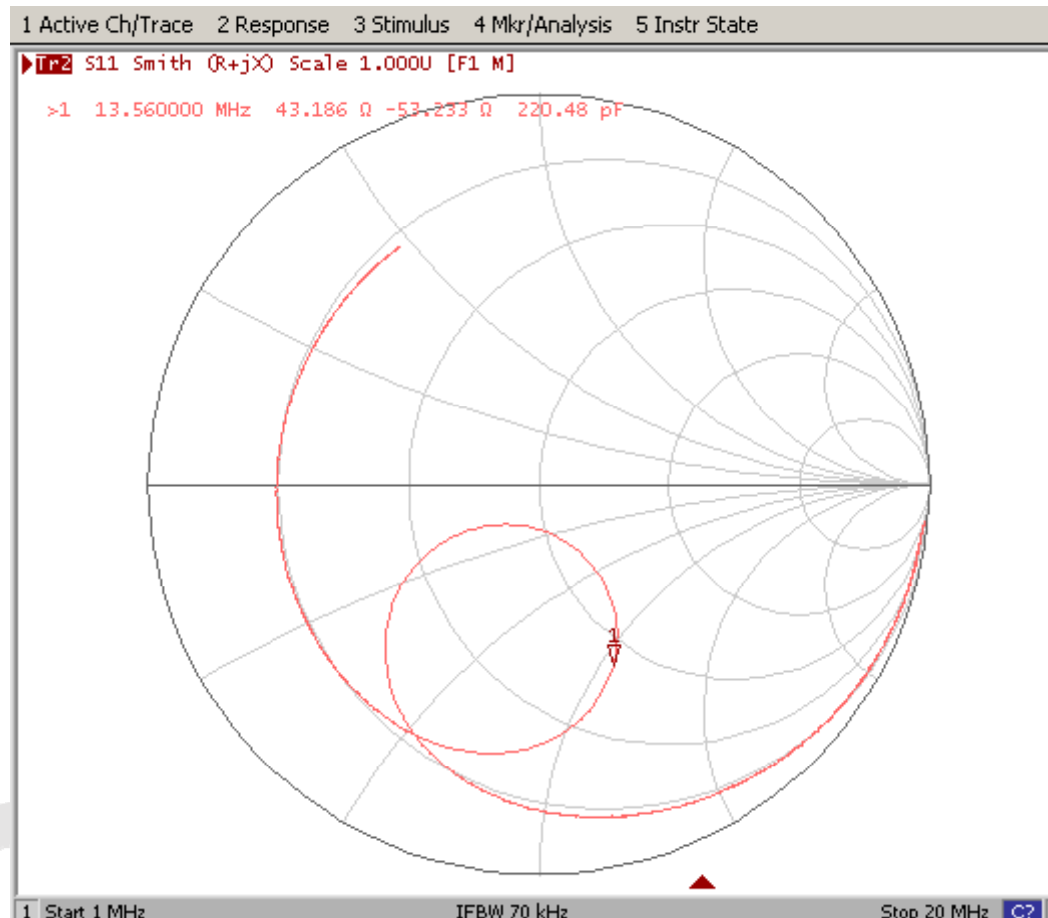 1 Active Ch/Trace 2 Response 3 Stimulus 4 Mkr/Analysis 5 Instr State
Tr2 S11 Smith (R+jX) Scale 1.000U [F1 M]
>1 13.560000 MHz 43.186 Ω -53.233 Ω 220.48 pF
1
1 Start 1 MHz IFBW 70 kHz Stop 20 MHz C?